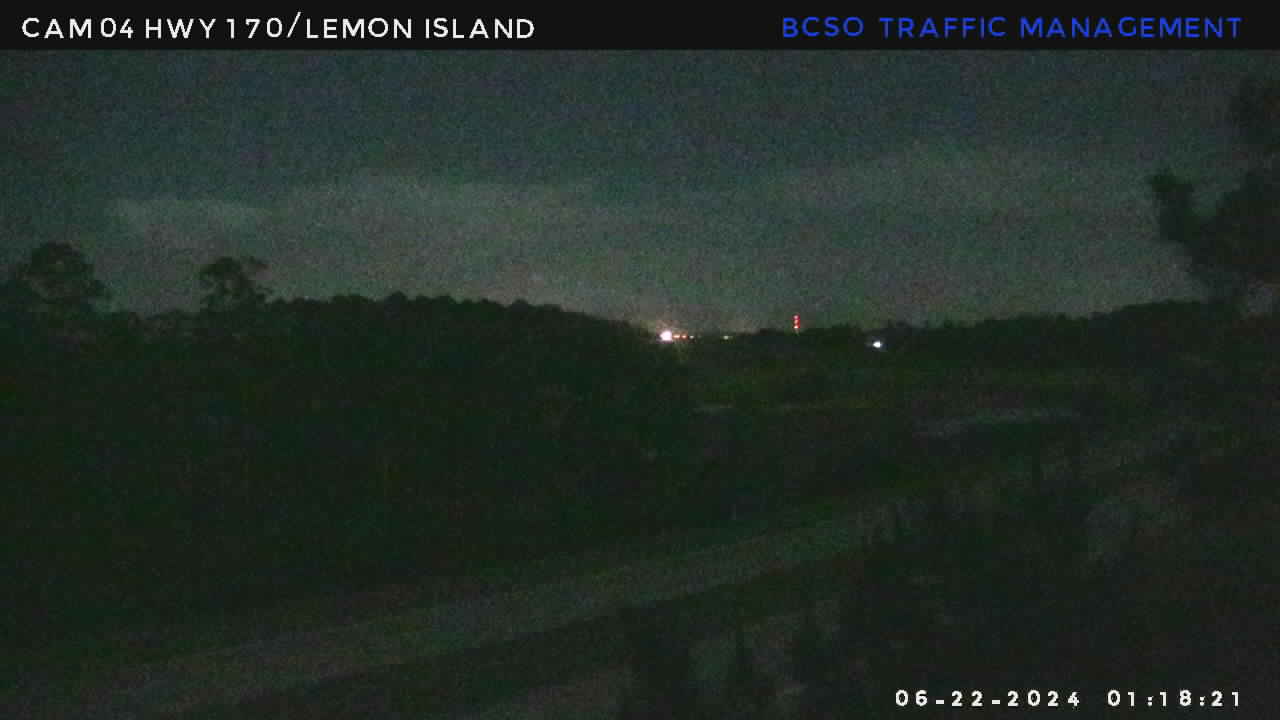 CAM04 HWY 170/LEMON ISLAND
BCSO TRAFFIC MANAGEMENT
06-22-2024 01:18:21